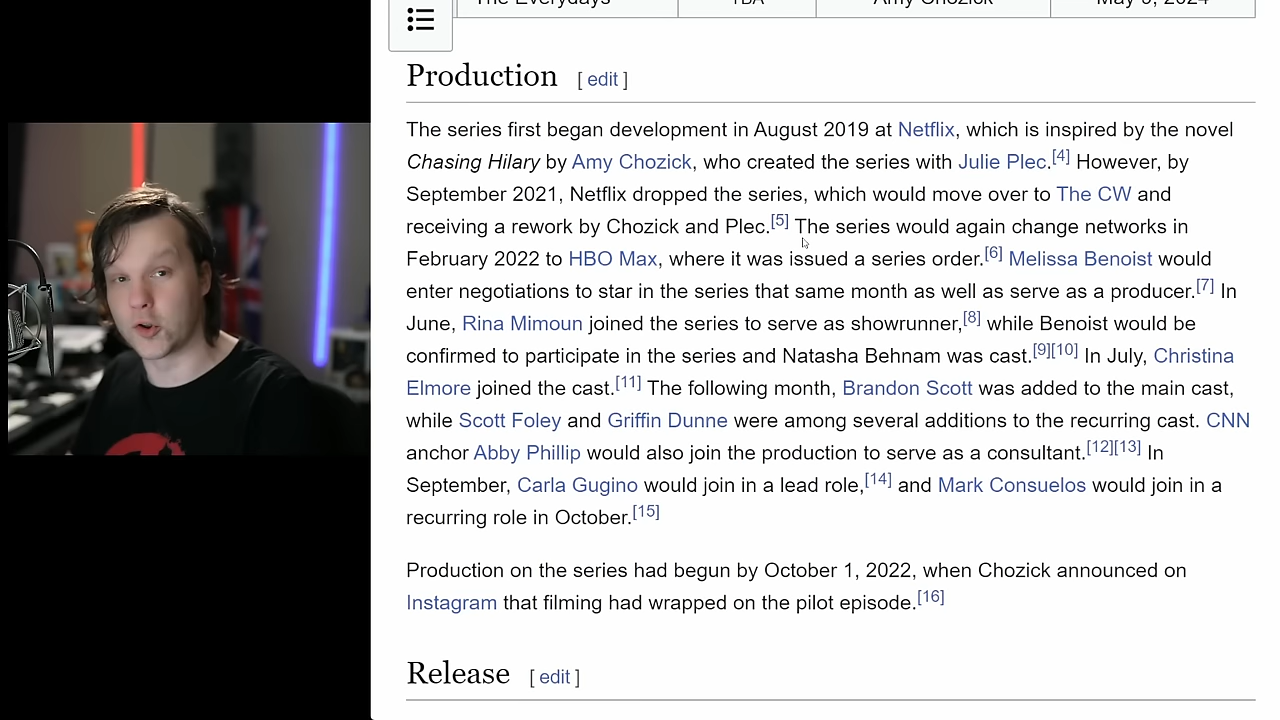 The Everydays TBA Amy Chozick May 9, 2024
Production [ edit ]
The series first began development in August 2019 at Netflix, which is inspired by the novel
Chasing Hilary by Amy Chozick, who created the series with Julie Plec.[4] However, by
September 2021, Netflix dropped the series, which would move over to The CW and
receiving a rework by Chozick and Plec.[5] The series would again change networks in
February 2022 to HBO Max, where it was issued a series order.[6] Melissa Benoist would
enter negotiations to star in the series that same month as well as serve as a producer.[7] In
June, Rina Mimoun joined the series to serve as showrunner,[8] while Benoist would be
confirmed to participate in the series and Natasha Behnam was cast.[9][10] In July, Christina
Elmore joined the cast.[11] The following month, Brandon Scott was added to the main cast,
while Scott Foley and Griffin Dunne were among several additions to the recurring cast. CNN
anchor Abby Phillip would also join the production to serve as a consultant.[12][13] In
September, Carla Gugino would join in a lead role,[14] and Mark Consuelos would join in a
recurring role in October.[15]
Production on the series had begun by October 1, 2022, when Chozick announced on
Instagram that filming had wrapped on the pilot episode.[16]
Release [ edit ]